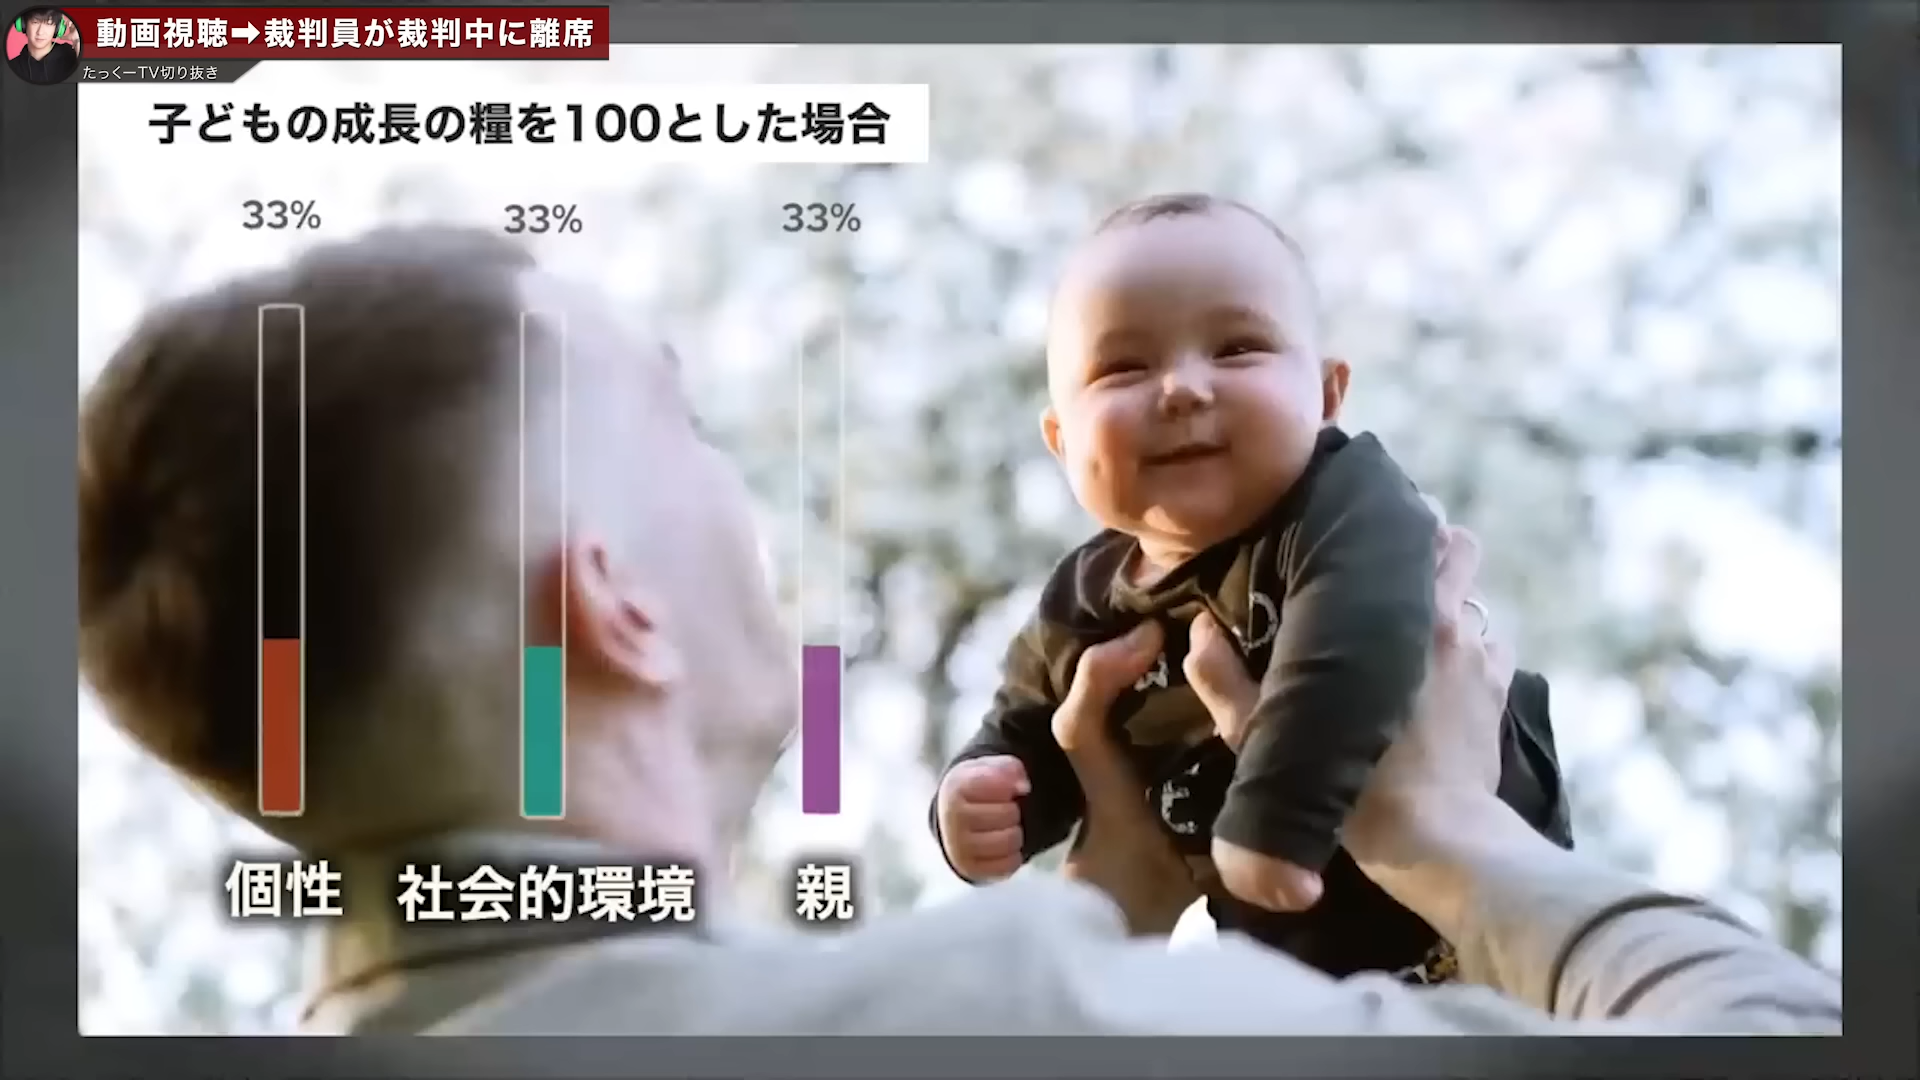 動画視聴➡裁判員が裁判中に離席
たっくーTV切り抜き
子どもの成長の糧を100とした場合
33% 33% 33%
個性 社会的環境 親